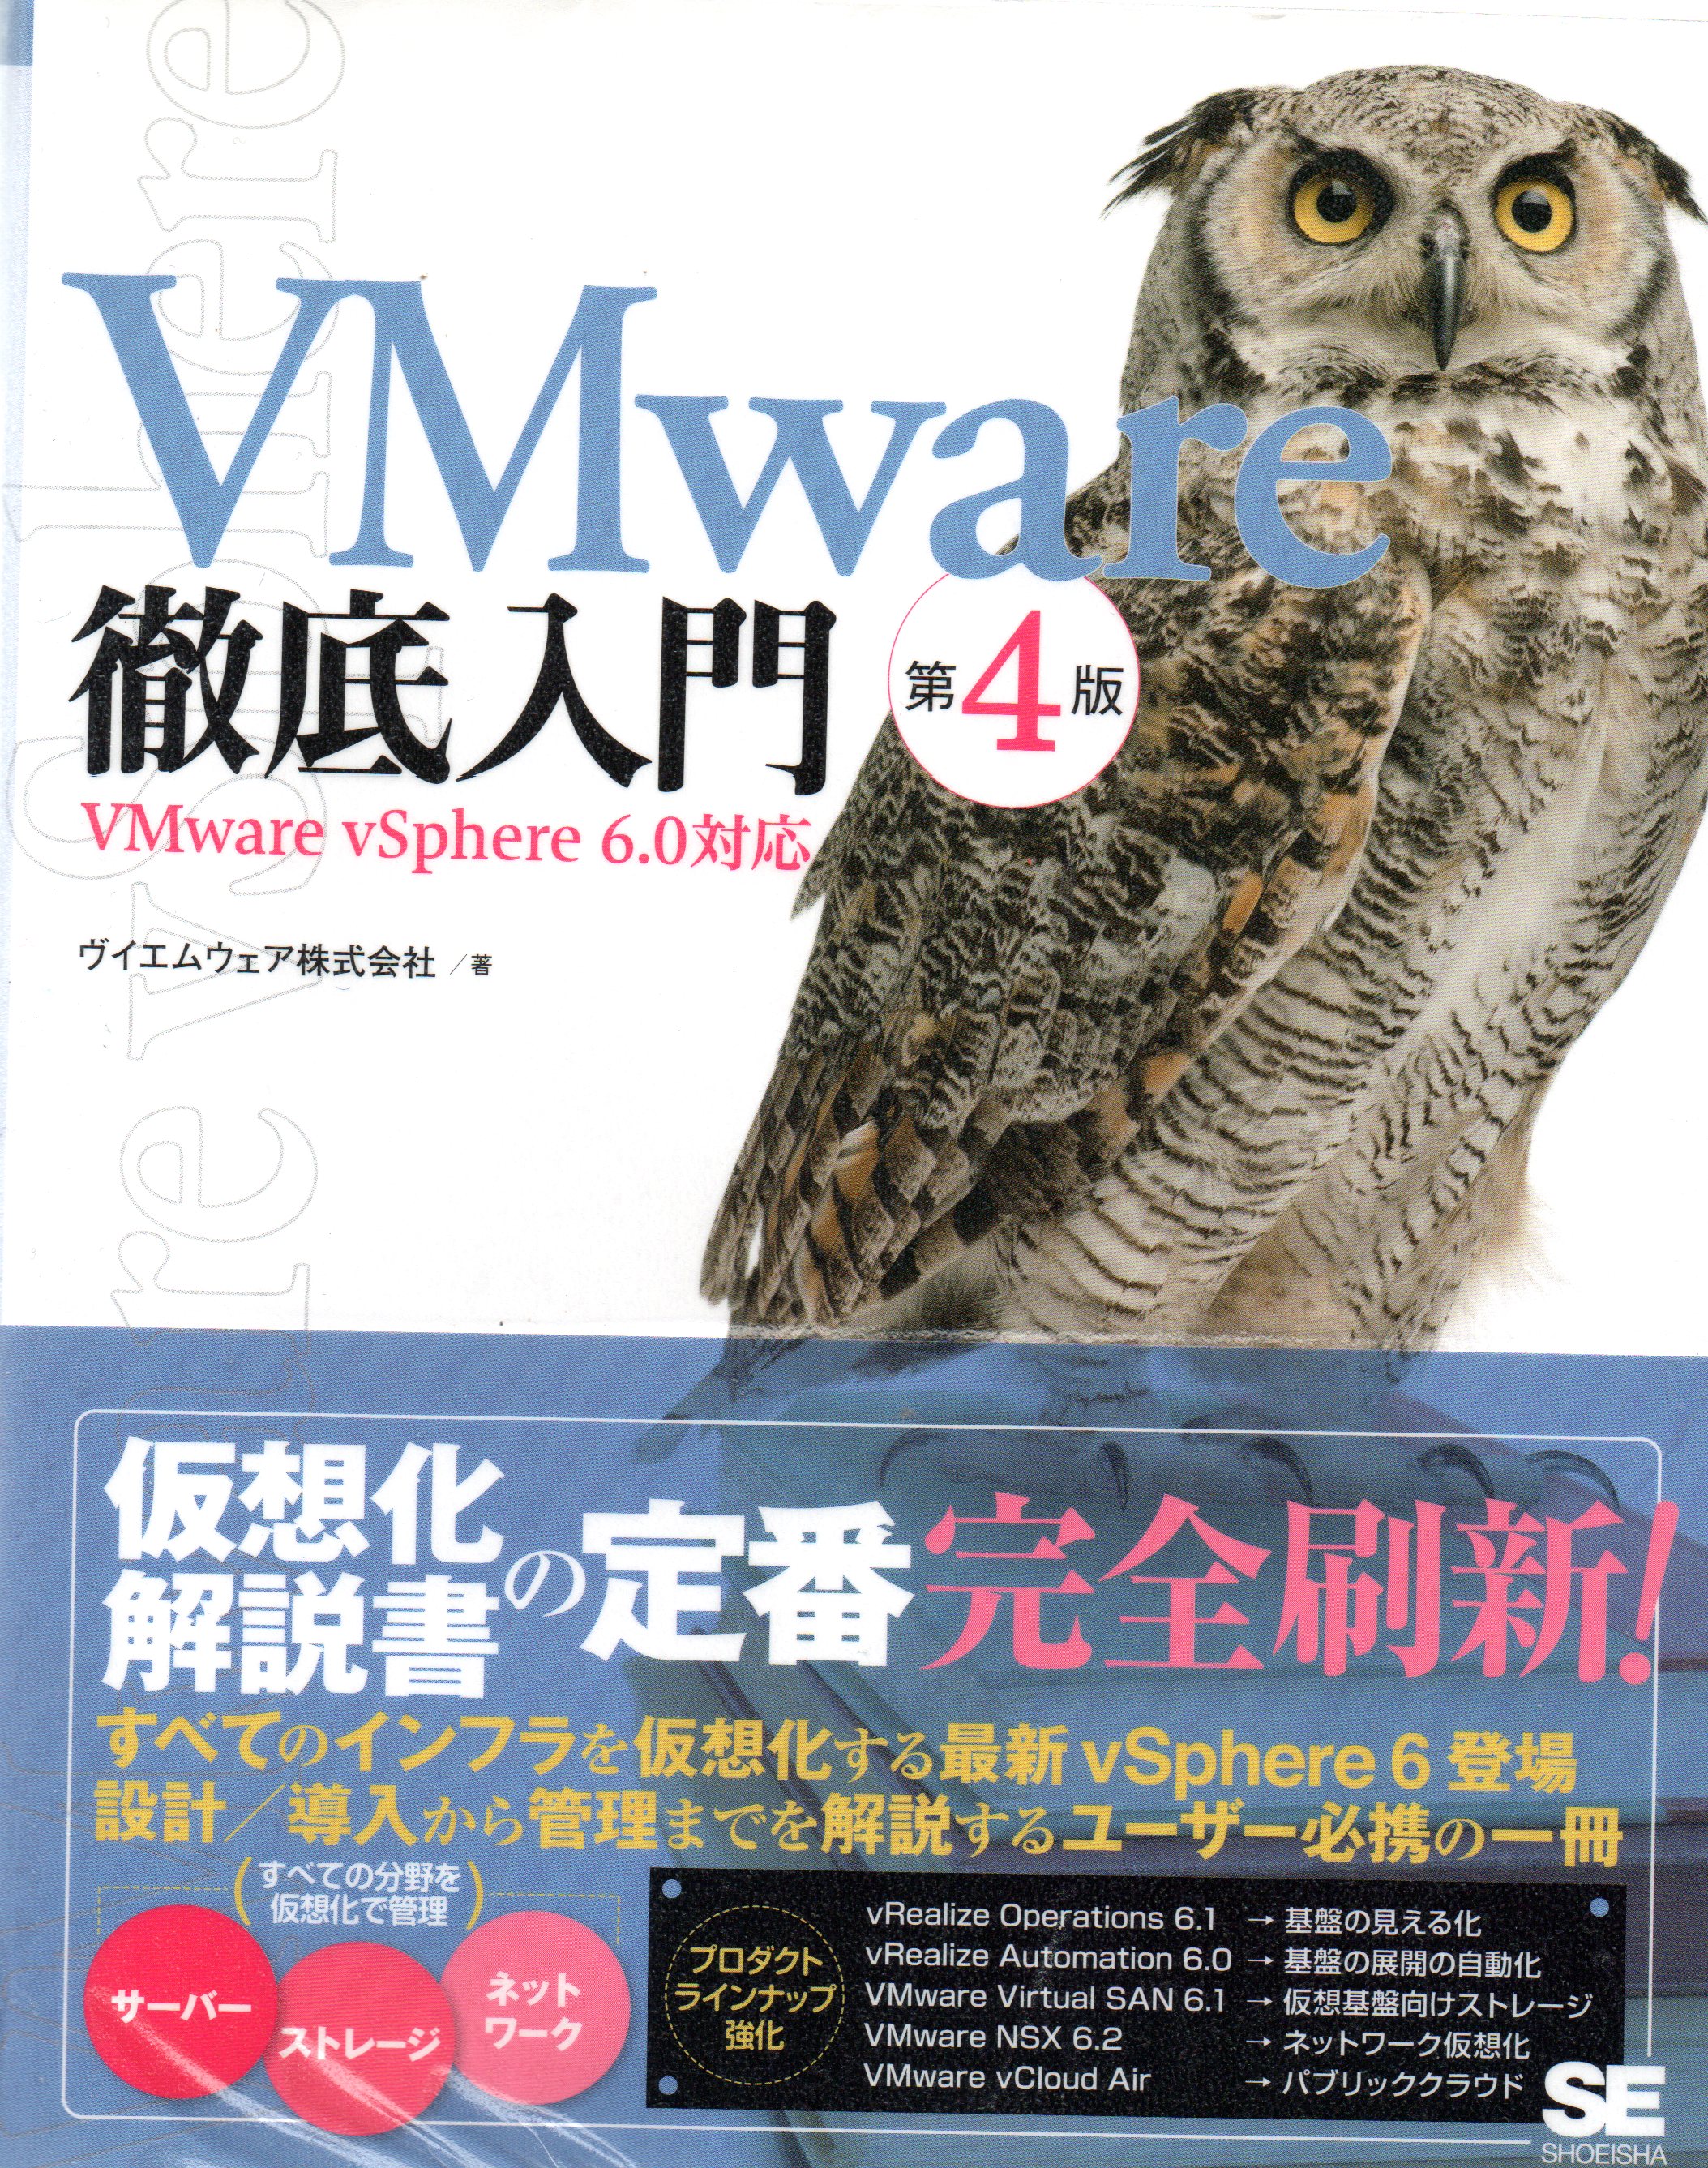 VMware
徹底入門
第4版
VMware vSphere 6.0対応
ヴイエムウェア株式会社 ／著
仮想化
解説書
の定番完全刷新!
すべてのインフラを仮想化する最新 vSphere 6 登場
設計／導入から管理までを解説するユーザー必携の一冊
(すべての分野を
仮想化で管理)
サーバー
ストレージ
ネット
ワーク
プロダクト
ラインナップ
強化
vRealize Operations 6.1 → 基盤の見える化
vRealize Automation 6.0 → 基盤の展開の自動化
VMware Virtual SAN 6.1 → 仮想基盤向けストレージ
VMware NSX 6.2 → ネットワーク仮想化
VMware vCloud Air → パブリッククラウド
SE
SHOEISHA